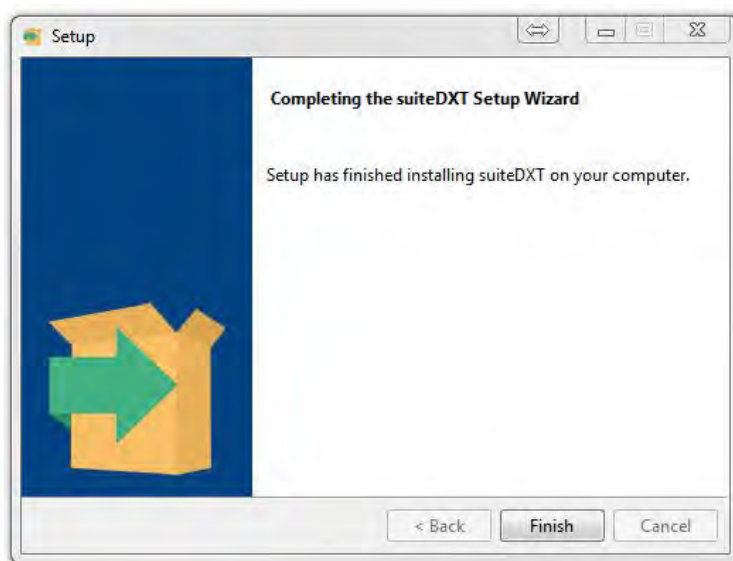 Setup
Completing the suiteDXT Setup Wizard
Setup has finished installing suiteDXT on your computer.
< Back Finish Cancel